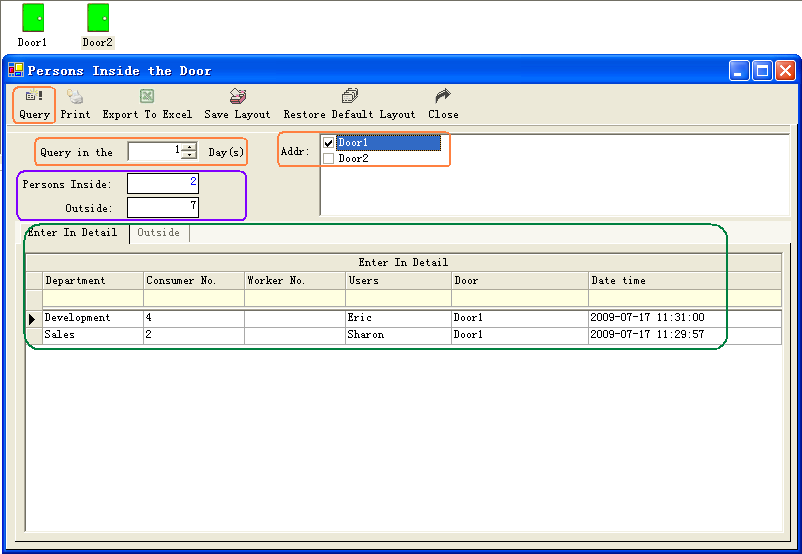 Door1 Door2
Persons Inside the Door
Query Print Export To Excel Save Layout Restore Default Layout Close
Query in the 1 Day(s)
Addr: Door1
Door2
Persons Inside: 2
Outside: 7
Enter In Detail Outside
Enter In Detail
Department Consumer No. Worker No. Users Door Date time
Development 4 Eric Door1 2009-07-17 11:31:00
Sales 2 Sharon Door1 2009-07-17 11:29:57